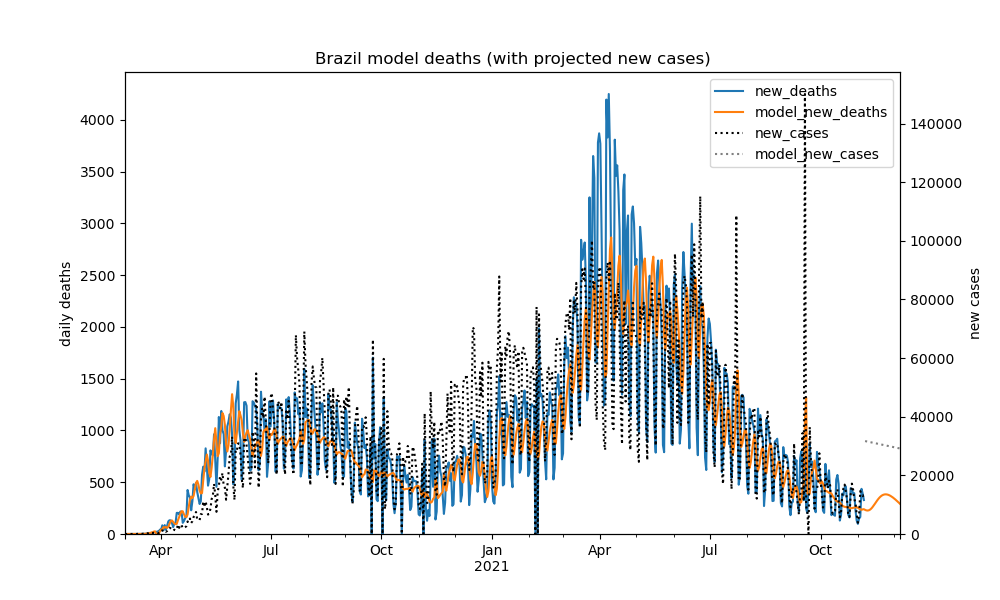 Brazil model deaths (with projected new cases)
new_deaths
model_new_deaths
new_cases
model_new_cases
daily deaths
4000
3500
3000
2500
2000
1500
1000
500
0
140000
120000
100000
80000
60000
40000
20000
0
new cases
Apr
Jul
Oct
Jan
2021
Apr
Jul
Oct